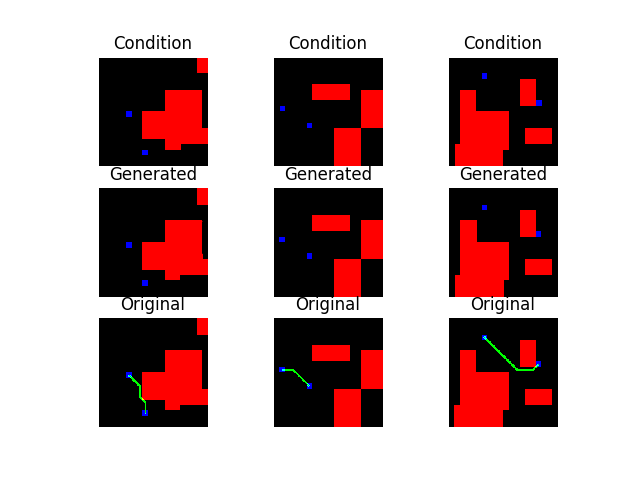 Condition Condition Condition
Generated Generated Generated
Original Original Original